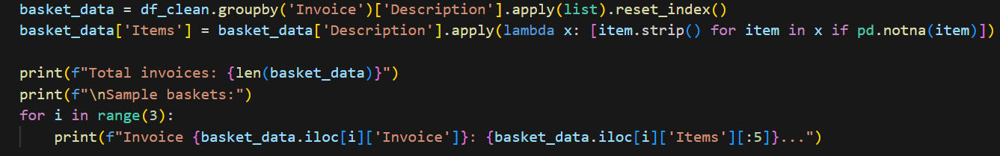 basket_data = df_clean.groupby('Invoice')['Description'].apply(list).reset_index()
basket_data['Items'] = basket_data['Description'].apply(lambda x: [item.strip() for item in x if pd.notna(item)])

print(f"Total invoices: {len(basket_data)}")
print(f"\nSample baskets:")
for i in range(3):
    print(f"Invoice {basket_data.iloc[i]['Invoice']}: {basket_data.iloc[i]['Items'][:5]}...")